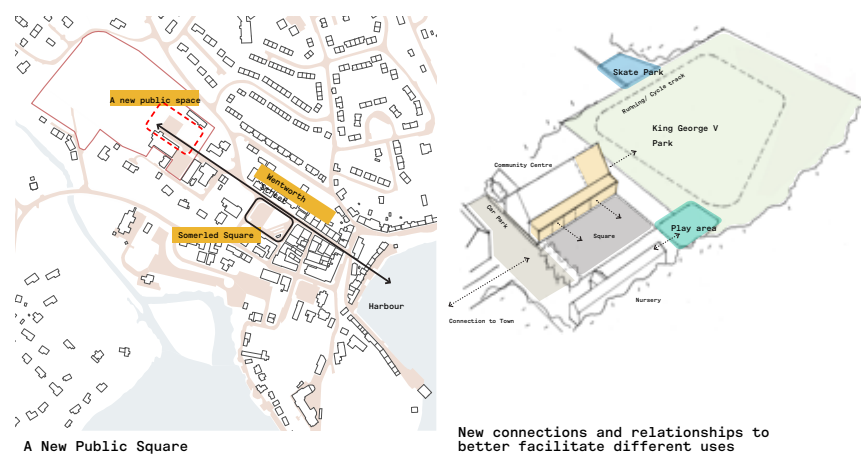 A new public space
Wentworth
Street
Somerled Square
Harbour
A New Public Square
Skate Park
Running/ Cycle track
King George V
Park
Community Centre
Car Park
Square
Play area
Nursery
Connection to Town
New connections and relationships to
better facilitate different uses